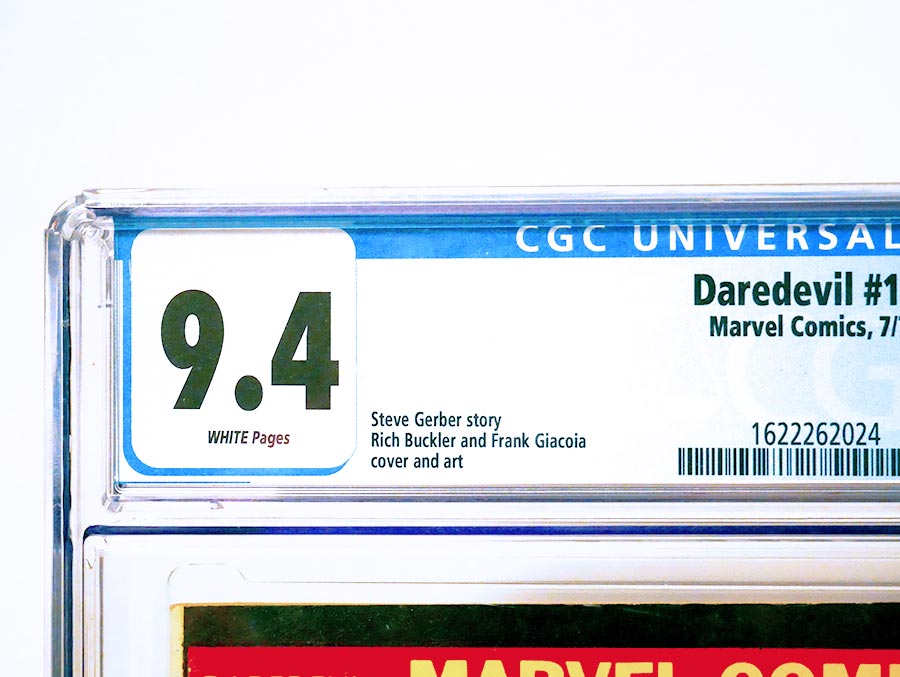 CGC UNIVERSAL
9.4
WHITE Pages
Daredevil #1
Marvel Comics, 7/
Steve Gerber story
Rich Buckler and Frank Giacoia
cover and art
1622262024
MARVEL COM